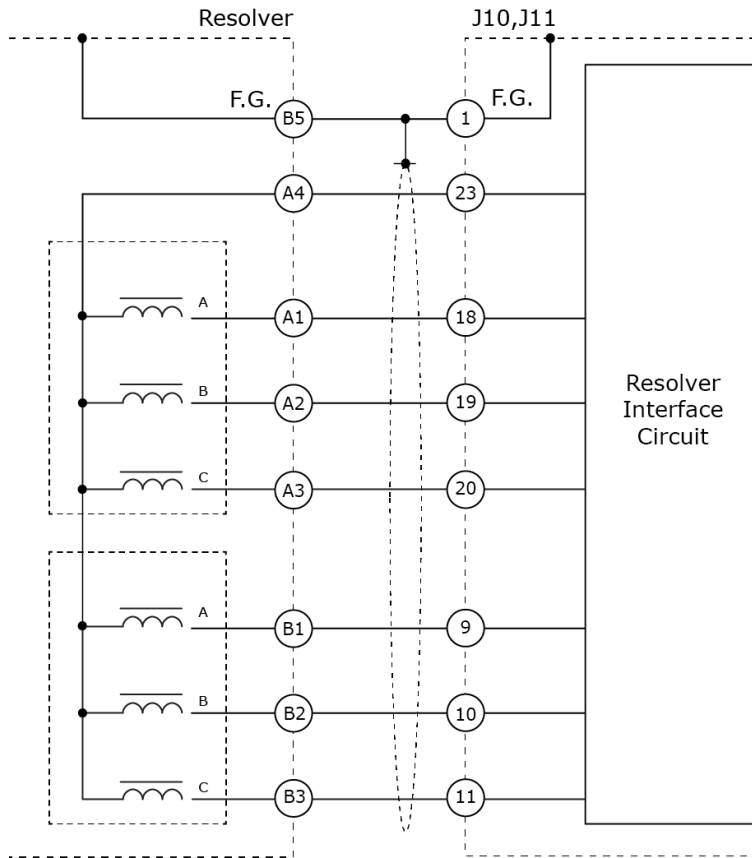 Resolver
J10,J11
F.G.
B5
1
F.G.
A4
23
A
A1
18
B
A2
19
C
A3
20
Resolver
Interface
Circuit
A
B1
9
B
B2
10
C
B3
11